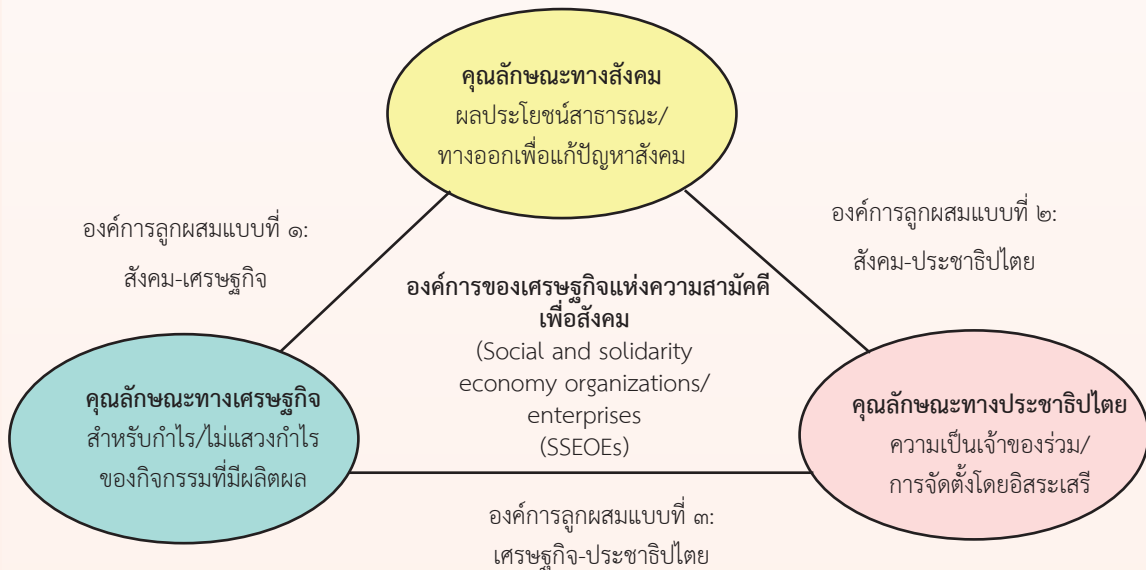 คุณลักษณะทางสังคม
ผลประโยชน์สาธารณะ/
ทางออกเพื่อแก้ปัญหาสังคม
องค์การลูกผสมแบบที่ ๑:
สังคม-เศรษฐกิจ
องค์การลูกผสมแบบที่ ๒:
สังคม-ประชาธิปไตย
องค์การของเศรษฐกิจแห่งความสามัคคี
เพื่อสังคม
(Social and solidarity
economy organizations/
enterprises
(SSEOEs)
คุณลักษณะทางเศรษฐกิจ
สำหรับกำไร/ไม่แสวงกำไร
ของกิจกรรมที่มีผลิตผล
คุณลักษณะทางประชาธิปไตย
ความเป็นเจ้าของร่วม/
การจัดตั้งโดยอิสระเสรี
องค์การลูกผสมแบบที่ ๓:
เศรษฐกิจ-ประชาธิปไตย